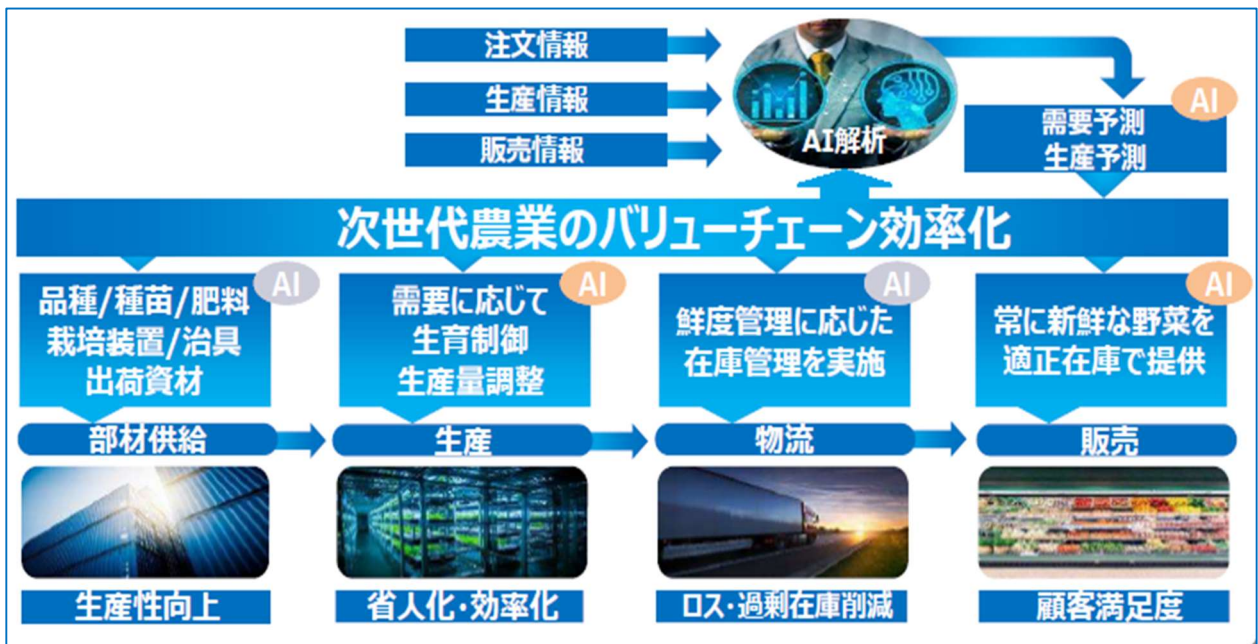 注文情報
生産情報
販売情報
AI解析
AI
需要予測
生産予測
次世代農業のバリューチェーン効率化
AI
品種/種苗/肥料
栽培装置/治具
出荷資材
AI
需要に応じて
生育制御
生産量調整
AI
鮮度管理に応じた
在庫管理を実施
AI
常に新鮮な野菜を
適正在庫で提供
部材供給
生産
物流
販売
生産性向上
省人化・効率化
ロス・過剰在庫削減
顧客満足度